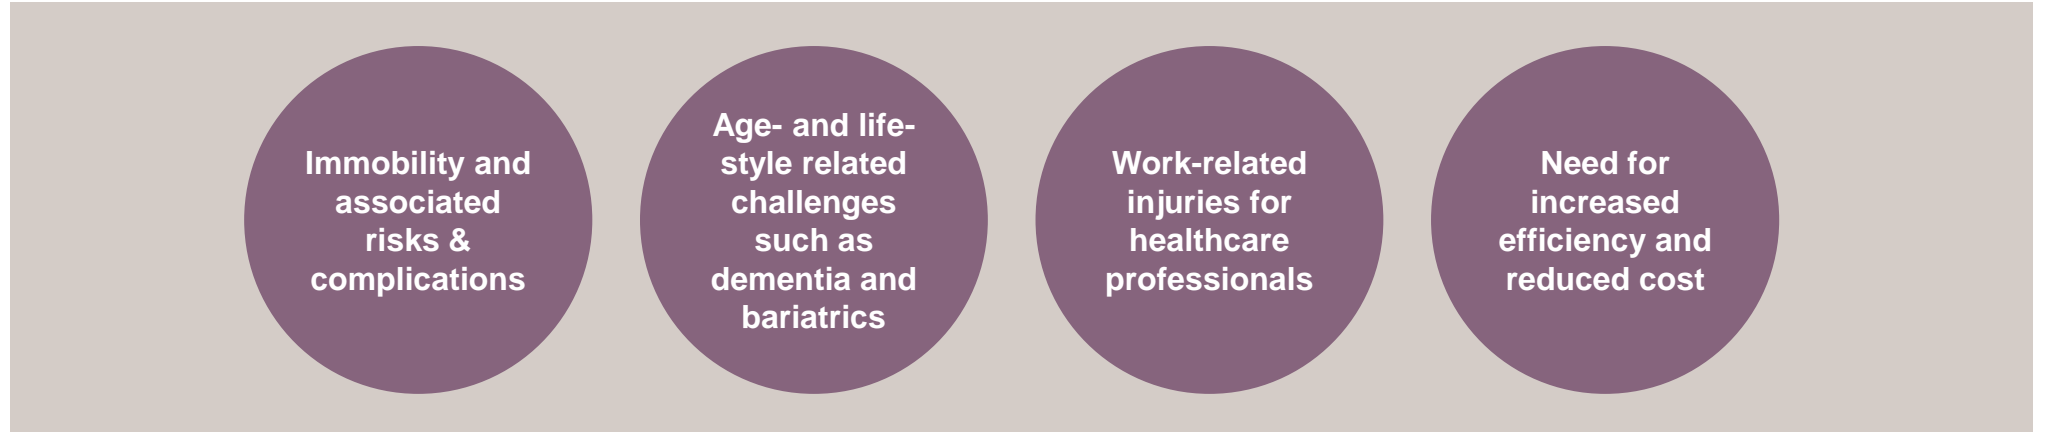 Immobility and
associated
risks &
complications
Age- and life-
style related
challenges
such as
dementia and
bariatrics
Work-related
injuries for
healthcare
professionals
Need for
increased
efficiency and
reduced cost